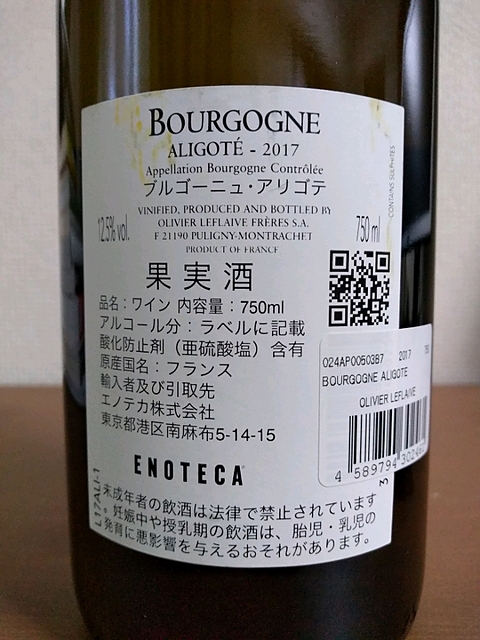 BOURGOGNE
ALIGOTÉ - 2017
Appellation Bourgogne Contrôlée
ブルゴーニュ・アリゴテ
VINIFIED, PRODUCED AND BOTTLED BY
OLIVIER LEFLAIVE FRÈRES S.A.
F 21190 PULIGNY-MONTRACHET
PRODUCT OF FRANCE
12.5% vol.
750 ml
CONTAINS SULPHITES
果実酒
品名：ワイン 内容量：750ml
アルコール分：ラベルに記載
酸化防止剤（亜硫酸塩）含有
原産国名：フランス
輸入者及び引取先
エノテカ株式会社
東京都港区南麻布5-14-15
ENOTECA
024AP00503B7 2017
BOURGOGNE ALIGOTE
OLIVIER LEFLAIVE
4 589794
3
L17ALI-1
未成年者の飲酒は法律で禁止されています
。妊娠中や授乳期の飲酒は、胎児・乳児の
発育に悪影響を与えるおそれがあります。